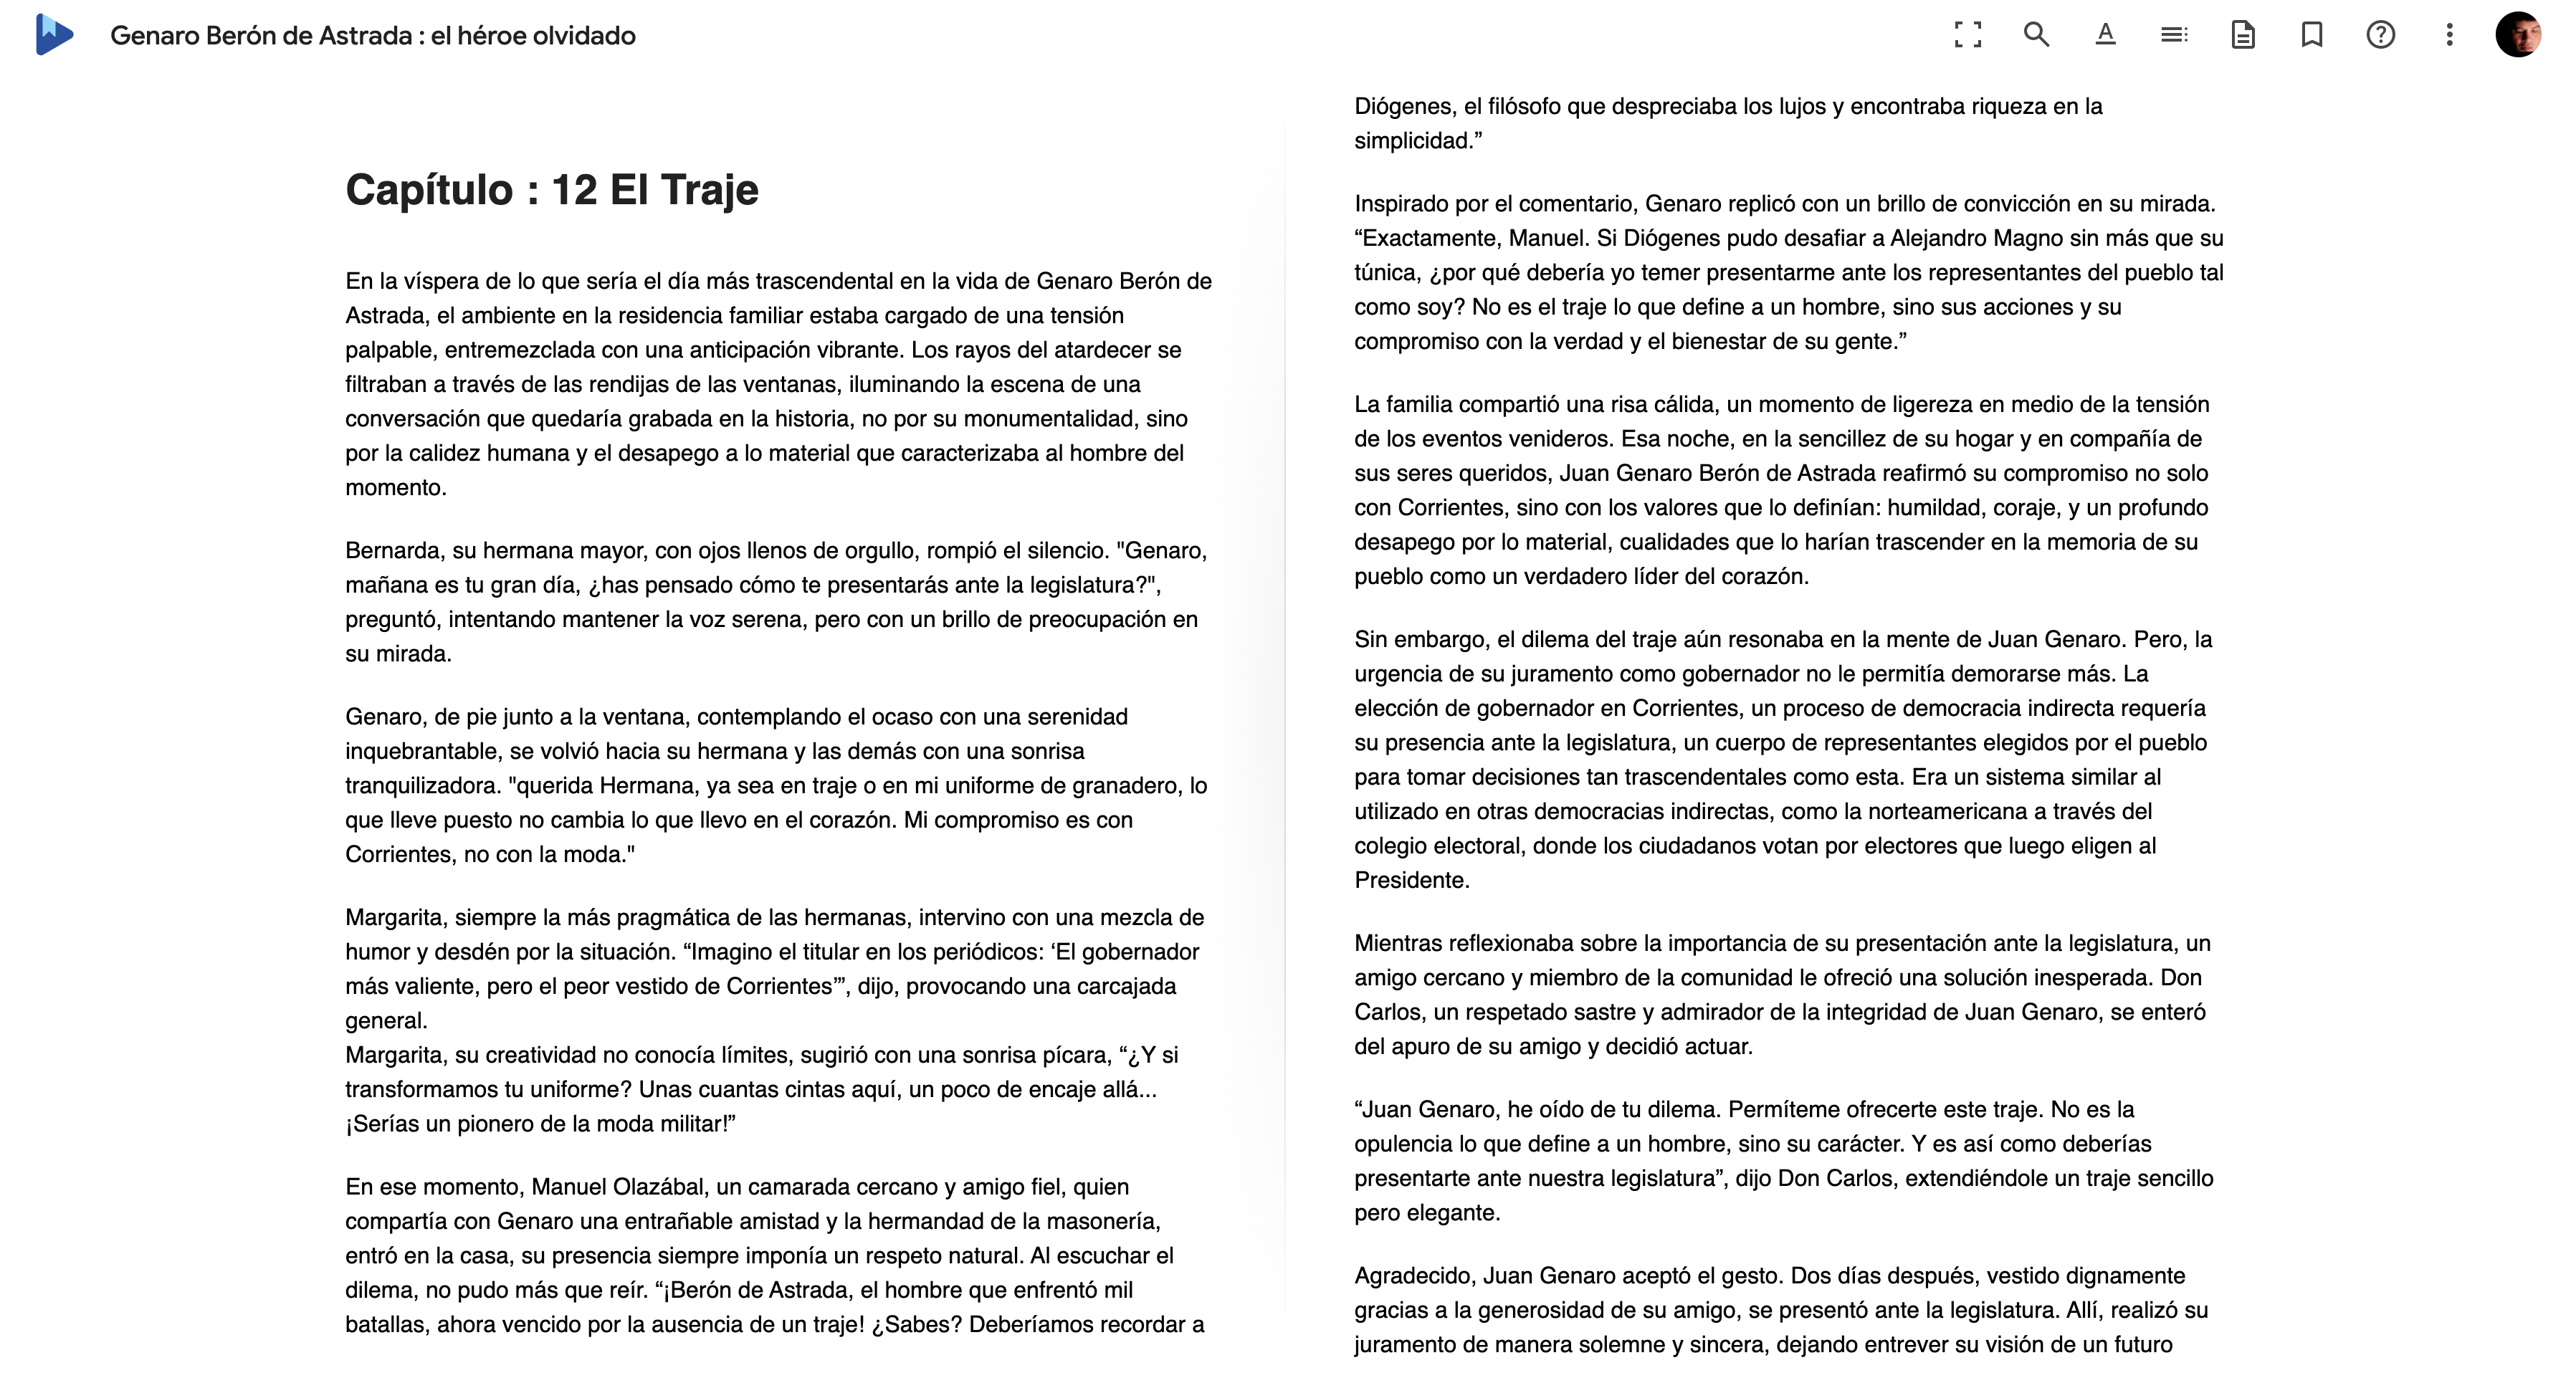 Genaro Berón de Astrada : el héroe olvidado
Capítulo : 12 El Traje
En la víspera de lo que sería el día más trascendental en la vida de Genaro Berón de
Astrada, el ambiente en la residencia familiar estaba cargado de una tensión
palpable, entremezclada con una anticipación vibrante. Los rayos del atardecer se
filtraban a través de las rendijas de las ventanas, iluminando la escena de una
conversación que quedaría grabada en la historia, no por su monumentalidad, sino
por la calidez humana y el desapego a lo material que caracterizaba al hombre del
momento.
Bernarda, su hermana mayor, con ojos llenos de orgullo, rompió el silencio. "Genaro,
mañana es tu gran día, ¿has pensado cómo te presentarás ante la legislatura?",
preguntó, intentando mantener la voz serena, pero con un brillo de preocupación en
su mirada.
Genaro, de pie junto a la ventana, contemplando el ocaso con una serenidad
inquebrantable, se volvió hacia su hermana y las demás con una sonrisa
tranquilizadora. "querida Hermana, ya sea en traje o en mi uniforme de granadero, lo
que lleve puesto no cambia lo que llevo en el corazón. Mi compromiso es con
Corrientes, no con la moda."
Margarita, siempre la más pragmática de las hermanas, intervino con una mezcla de
humor y desdén por la situación. “Imagino el titular en los periódicos: ‘El gobernador
más valiente, pero el peor vestido de Corrientes’”, dijo, provocando una carcajada
general.
Margarita, su creatividad no conocía límites, sugirió con una sonrisa pícara, “¿Y si
transformamos tu uniforme? Unas cuantas cintas aquí, un poco de encaje allá...
¡Serías un pionero de la moda militar!”
En ese momento, Manuel Olazábal, un camarada cercano y amigo fiel, quien
compartía con Genaro una entrañable amistad y la hermandad de la masonería,
entró en la casa, su presencia siempre imponía un respeto natural. Al escuchar el
dilema, no pudo más que reír. “¡Berón de Astrada, el hombre que enfrentó mil
batallas, ahora vencido por la ausencia de un traje! ¿Sabes? Deberíamos recordar a
Diógenes, el filósofo que despreciaba los lujos y encontraba riqueza en la
simplicidad.”
Inspirado por el comentario, Genaro replicó con un brillo de convicción en su mirada.
“Exactamente, Manuel. Si Diógenes pudo desafiar a Alejandro Magno sin más que su
túnica, ¿por qué debería yo temer presentarme ante los representantes del pueblo tal
como soy? No es el traje lo que define a un hombre, sino sus acciones y su
compromiso con la verdad y el bienestar de su gente.”
La familia compartió una risa cálida, un momento de ligereza en medio de la tensión
de los eventos venideros. Esa noche, en la sencillez de su hogar y en compañía de
sus seres queridos, Juan Genaro Berón de Astrada reafirmó su compromiso no solo
con Corrientes, sino con los valores que lo definían: humildad, coraje, y un profundo
desapego por lo material, cualidades que lo harían trascender en la memoria de su
pueblo como un verdadero líder del corazón.
Sin embargo, el dilema del traje aún resonaba en la mente de Juan Genaro. Pero, la
urgencia de su juramento como gobernador no le permitía demorarse más. La
elección de gobernador en Corrientes, un proceso de democracia indirecta requería
su presencia ante la legislatura, un cuerpo de representantes elegidos por el pueblo
para tomar decisiones tan trascendentales como esta. Era un sistema similar al
utilizado en otras democracias indirectas, como la norteamericana a través del
colegio electoral, donde los ciudadanos votan por electores que luego eligen al
Presidente.
Mientras reflexionaba sobre la importancia de su presentación ante la legislatura, un
amigo cercano y miembro de la comunidad le ofreció una solución inesperada. Don
Carlos, un respetado sastre y admirador de la integridad de Juan Genaro, se enteró
del apuro de su amigo y decidió actuar.
“Juan Genaro, he oído de tu dilema. Permíteme ofrecerte este traje. No es la
opulencia lo que define a un hombre, sino su carácter. Y es así como deberías
presentarte ante nuestra legislatura”, dijo Don Carlos, extendiéndole un traje sencillo
pero elegante.
Agradecido, Juan Genaro aceptó el gesto. Dos días después, vestido dignamente
gracias a la generosidad de su amigo, se presentó ante la legislatura. Allí, realizó su
juramento de manera solemne y sincera, dejando entrever su visión de un futuro